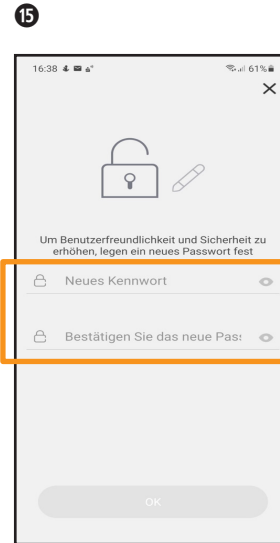 15
16:38 61%
Um Benutzerfreundlichkeit und Sicherheit zu
erhöhen, legen ein neues Passwort fest
Neues Kennwort
Bestätigen Sie das neue Pas
OK